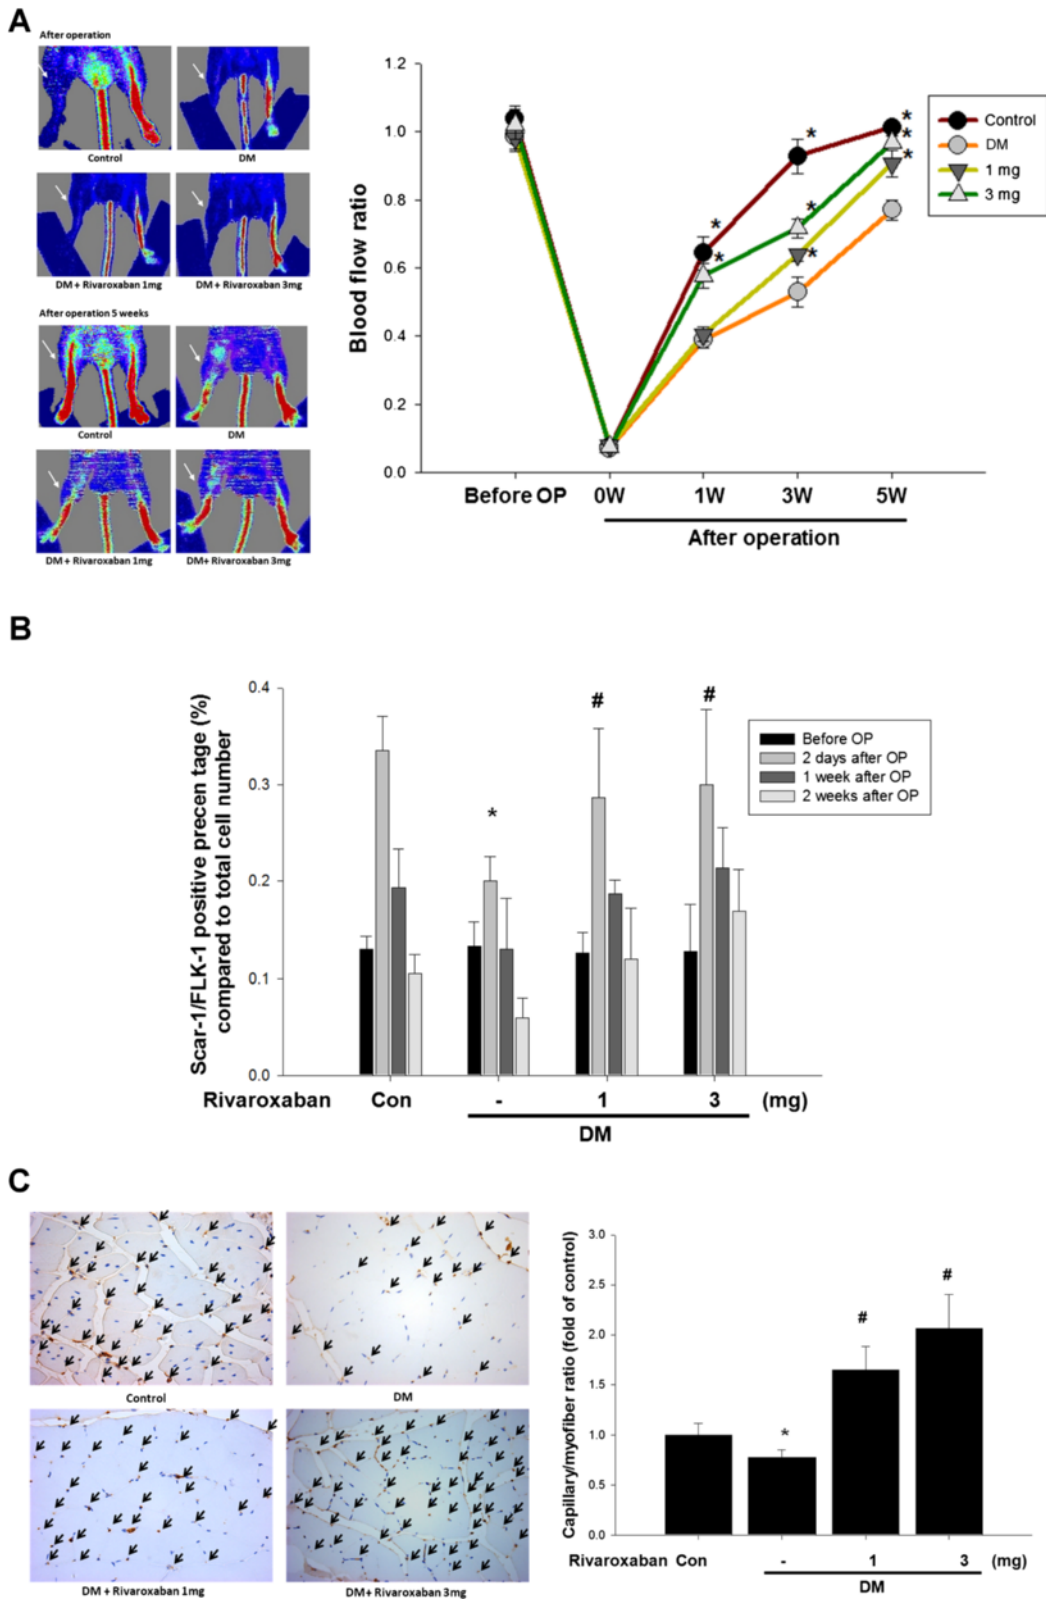 A
After operation
Control
DM
DM + Rivaroxaban 1mg
DM + Rivaroxaban 3mg
After operation 5 weeks
Control
DM
DM + Rivaroxaban 1mg
DM+ Rivaroxaban 3mg
Blood flow ratio
1.0
0.8
0.6
0.4
0.2
0.0
* * *
* * *
* *
Before OP 0W 1W 3W 5W
After operation
Control
DM
1 mg
3 mg
B
Scar-1/FLK-1 positive precen tage (%)
compared to total cell number
0.4
0.3
0.2
0.1
0.0
* # #
Before OP
2 days after OP
1 week after OP
2 weeks after OP
Rivaroxaban Con - 1 3 (mg)
DM
C
Control
DM
DM + Rivaroxaban 1mg
DM+ Rivaroxaban 3mg
Capillary/myofiber ratio (fold of control)
3.0
2.5
2.0
1.5
1.0
0.5
0.0
* # #
Rivaroxaban Con - 1 3 (mg)
DM